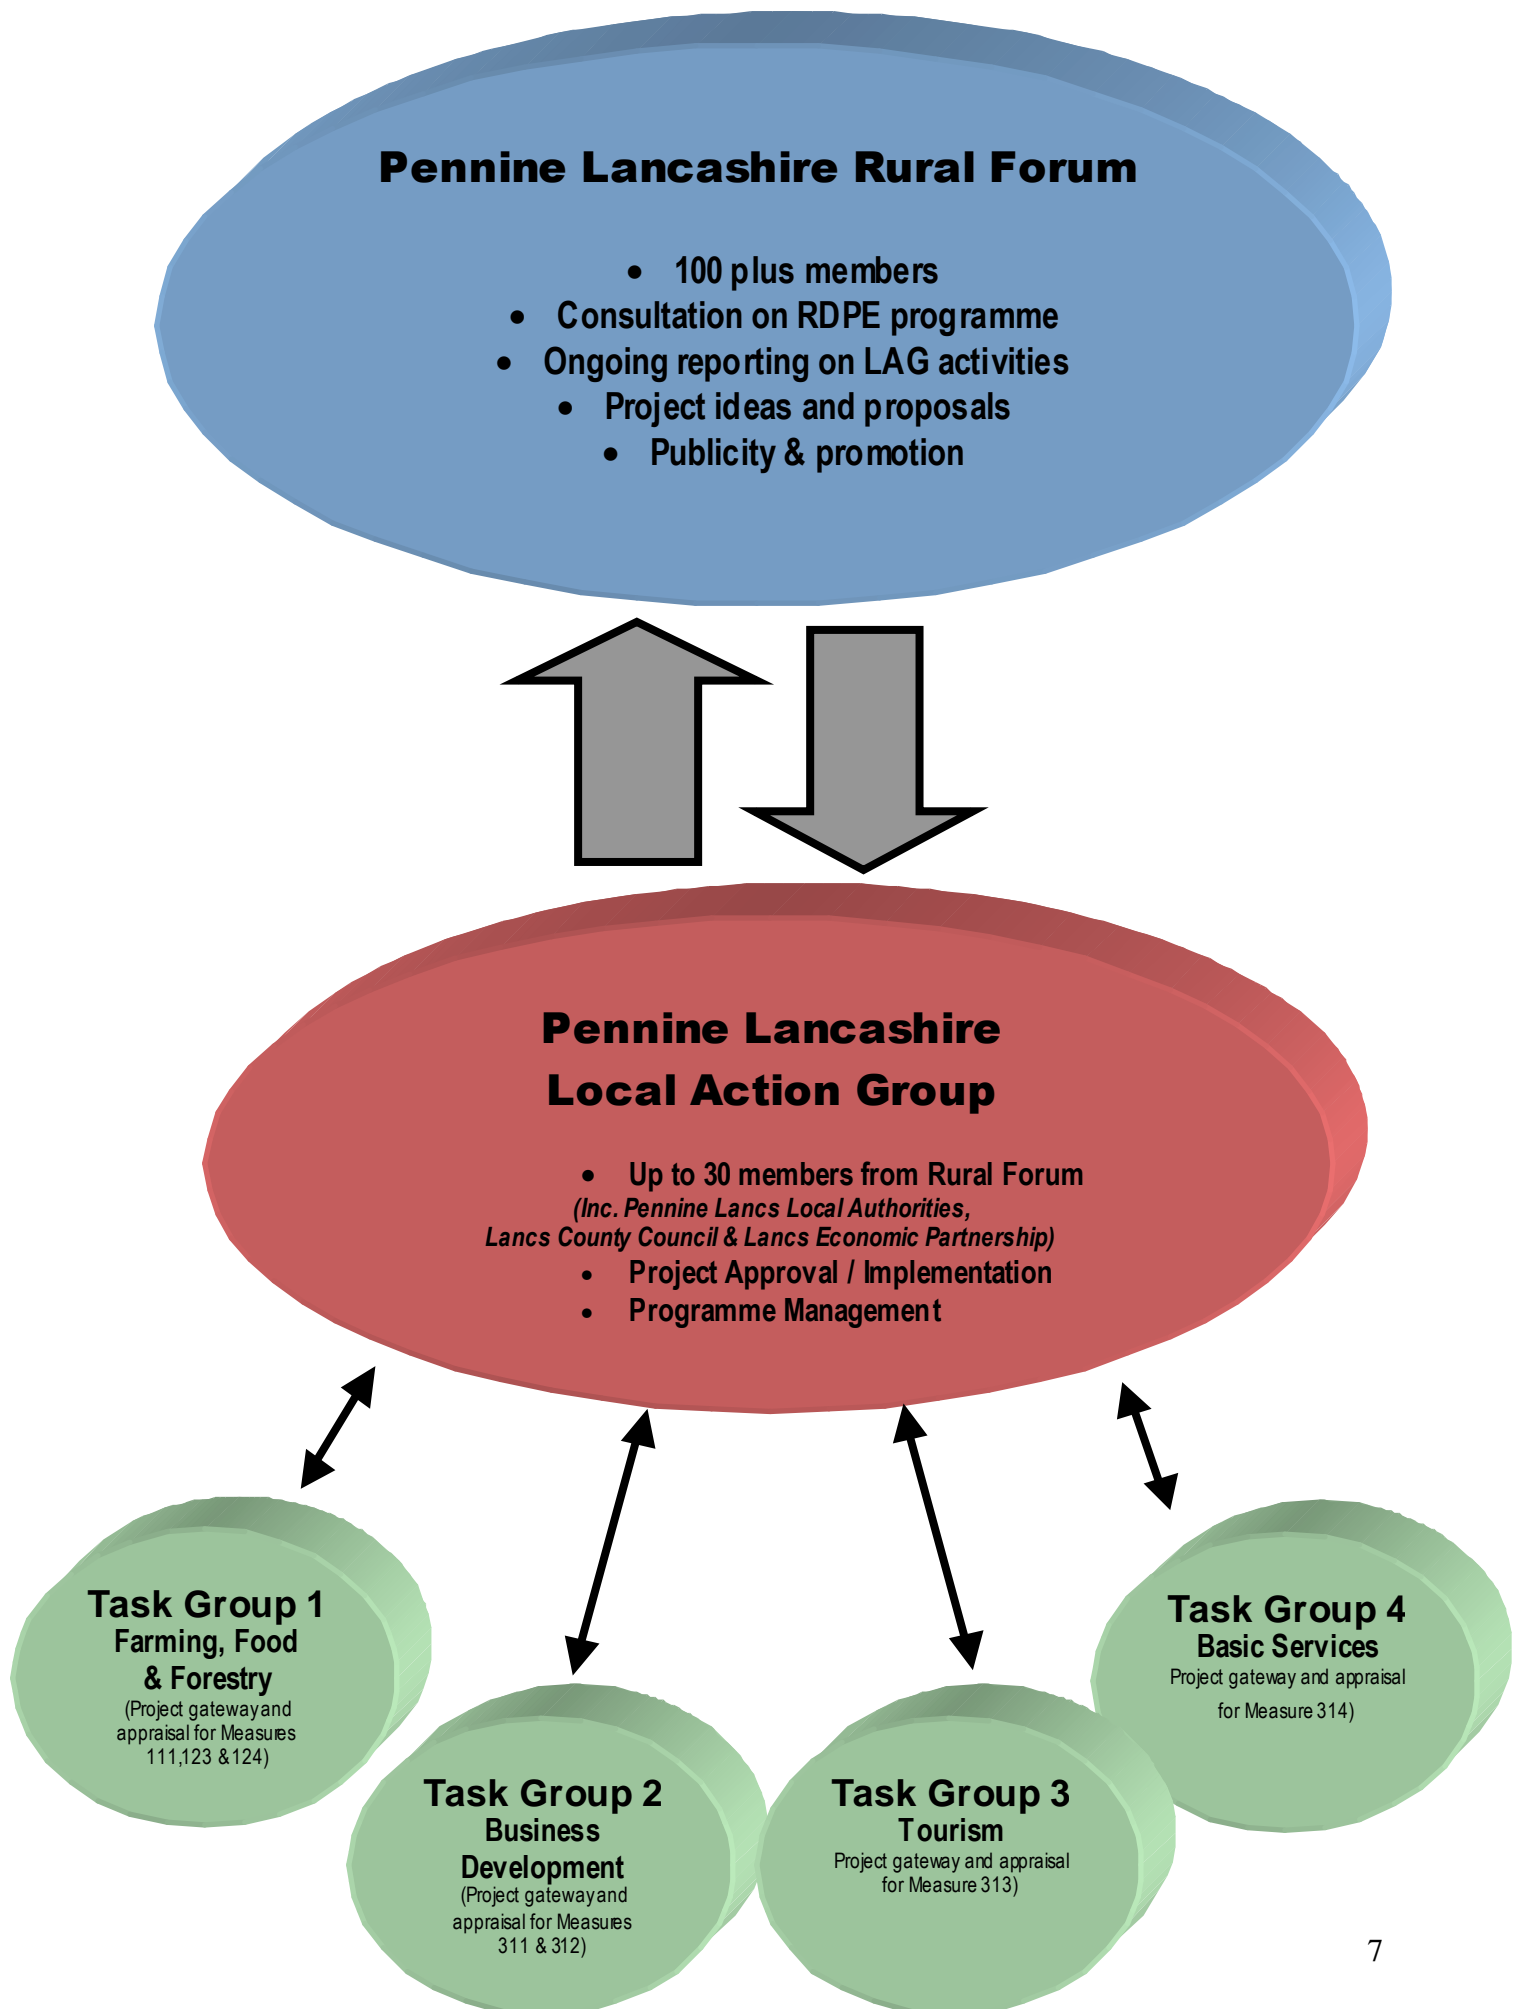 Pennine Lancashire Rural Forum
• 100 plus members
• Consultation on RDPE programme
• Ongoing reporting on LAG activities
• Project ideas and proposals
• Publicity & promotion
Pennine Lancashire
Local Action Group
• Up to 30 members from Rural Forum
(Inc. Pennine Lancs Local Authorities,
Lancs County Council & Lancs Economic Partnership)
• Project Approval / Implementation
• Programme Management
Task Group 1
Farming, Food
& Forestry
(Project gateway and
appraisal for Measures
111,123 & 124)
Task Group 2
Business
Development
(Project gateway and
appraisal for Measures
311 & 312)
Task Group 3
Tourism
Project gateway and appraisal
for Measure 313)
Task Group 4
Basic Services
Project gateway and appraisal
for Measure 314)
7